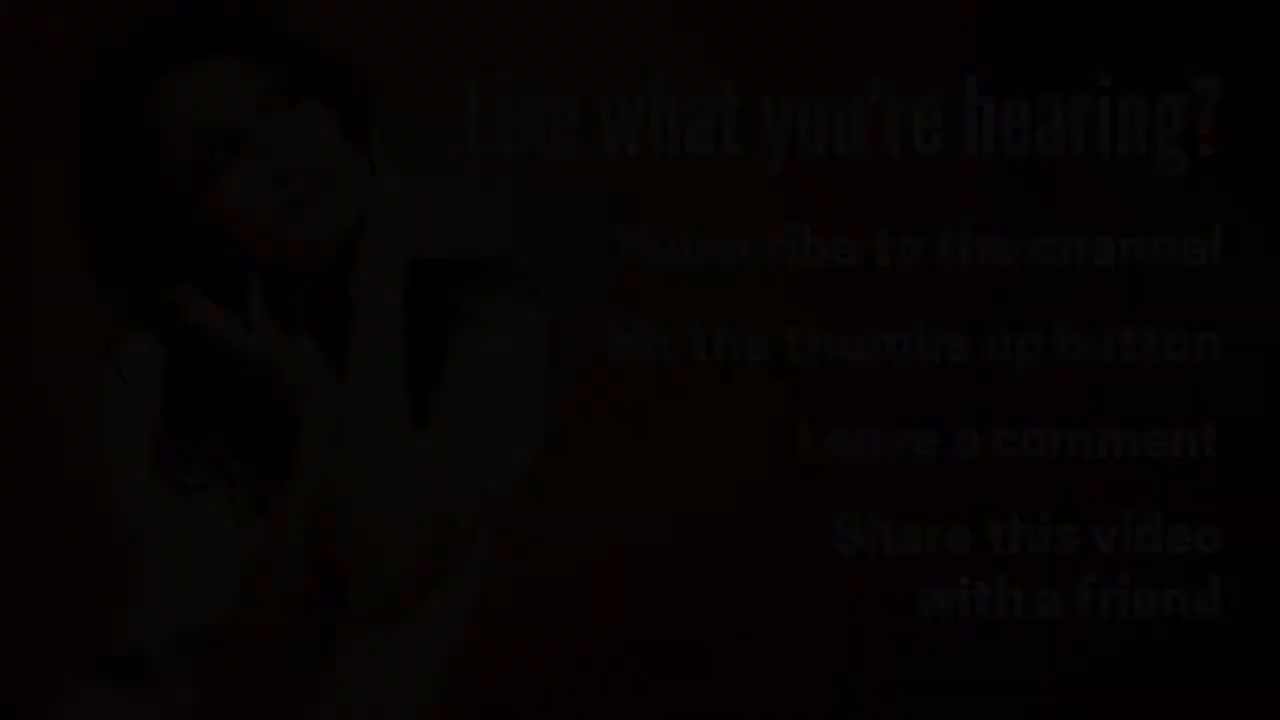 Like what you're hearing?
Subscribe to the channel
Hit the thumbs up button
Leave a comment
Share this video
with a friend